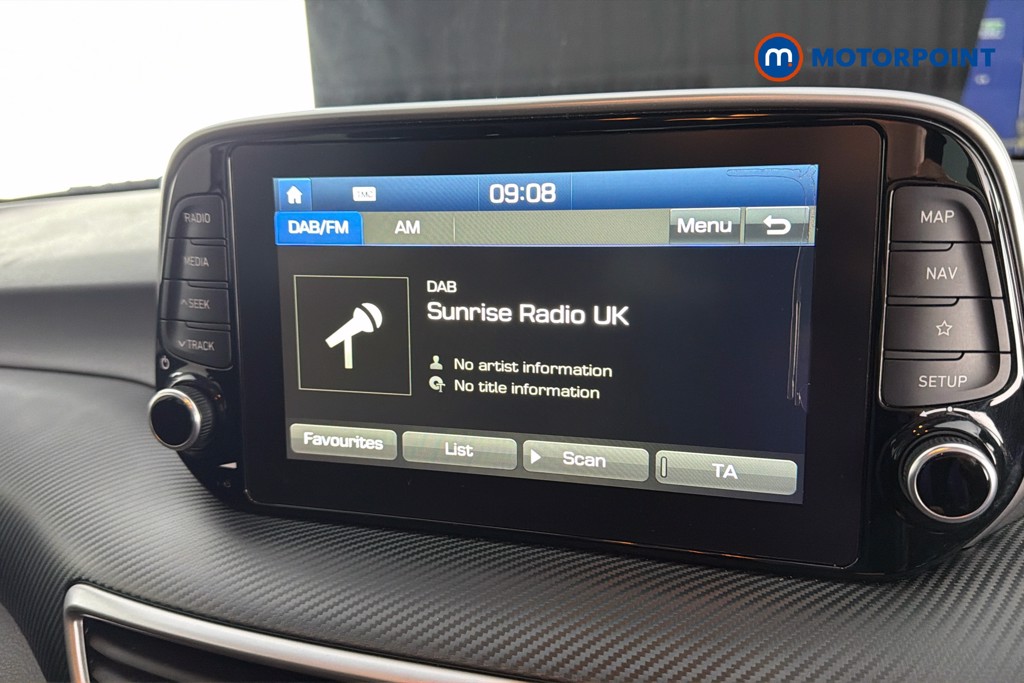 m MOTORPOINT
09:08
DAB/FM AM Menu
DAB
Sunrise Radio UK
No artist information
No title information
Favourites List Scan TA
RADIO
MEDIA
SEEK
TRACK
MAP
NAV
SETUP